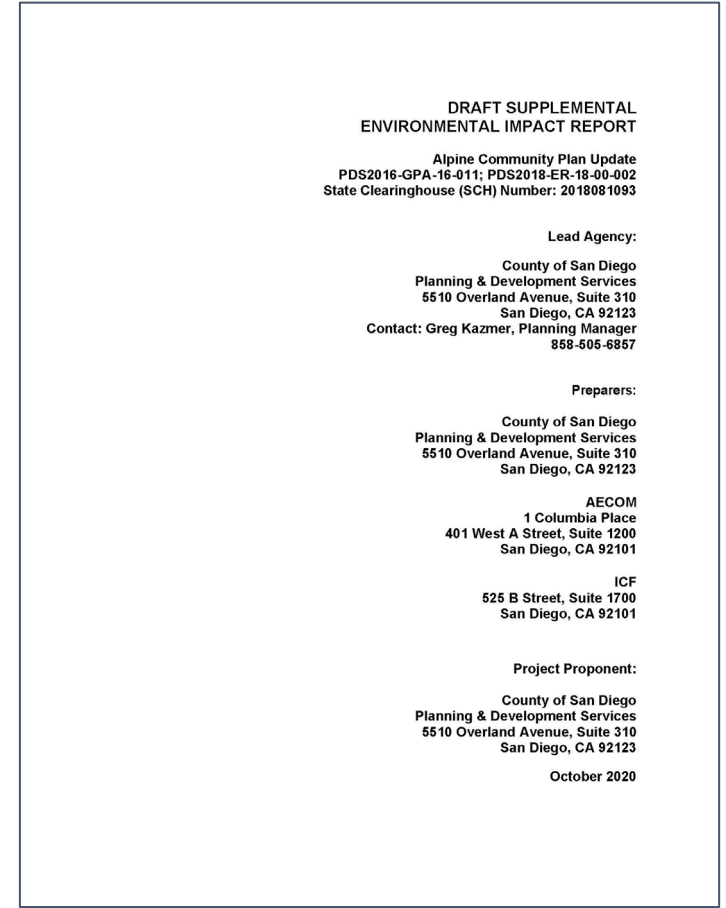 DRAFT SUPPLEMENTAL
ENVIRONMENTAL IMPACT REPORT
Alpine Community Plan Update
PDS2016-GPA-16-011; PDS2018-ER-18-00-002
State Clearinghouse (SCH) Number: 2018081093
Lead Agency:
County of San Diego
Planning & Development Services
5510 Overland Avenue, Suite 310
San Diego, CA 92123
Contact: Greg Kazmer, Planning Manager
858-505-6857
Preparers:
County of San Diego
Planning & Development Services
5510 Overland Avenue, Suite 310
San Diego, CA 92123
AECOM
1 Columbia Place
401 West A Street, Suite 1200
San Diego, CA 92101
ICF
525 B Street, Suite 1700
San Diego, CA 92101
Project Proponent:
County of San Diego
Planning & Development Services
5510 Overland Avenue, Suite 310
San Diego, CA 92123
October 2020